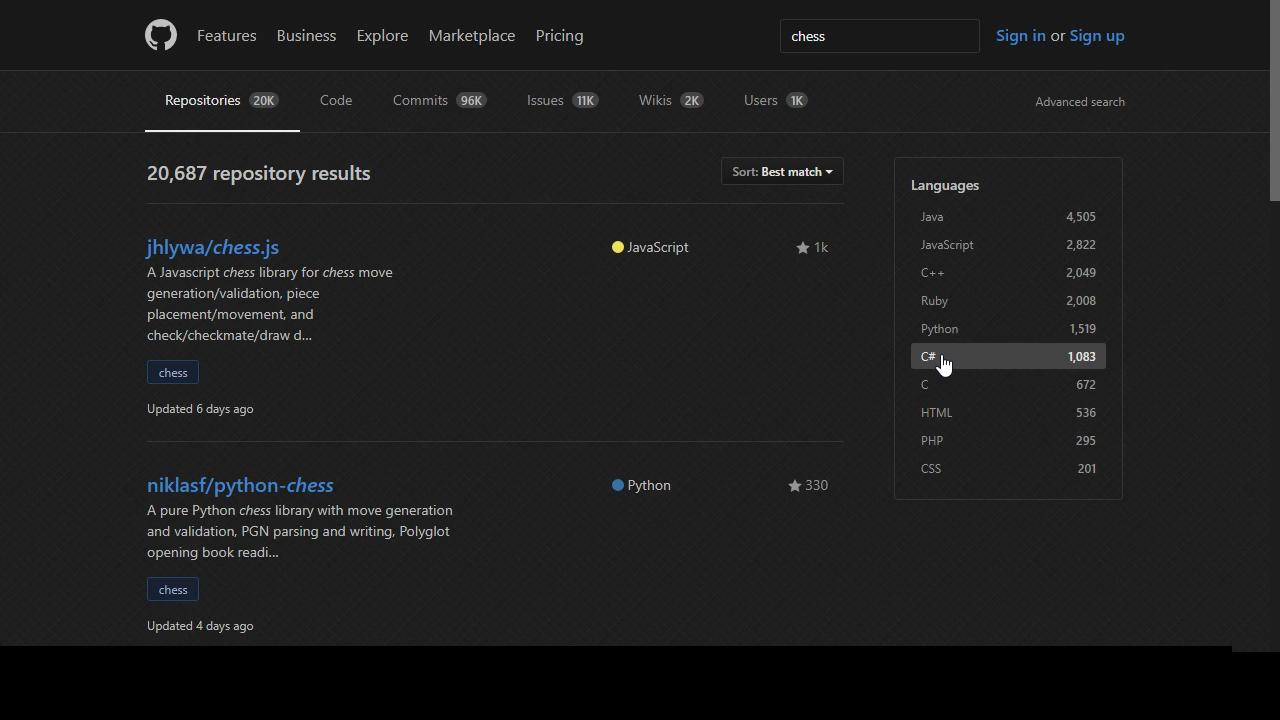 Features Business Explore Marketplace Pricing chess Sign in or Sign up
Repositories 20K Code Commits 96K Issues 11K Wikis 2K Users 1K Advanced search
20,687 repository results Sort: Best match
jhlywa/chess.js JavaScript 1k
A Javascript chess library for chess move
generation/validation, piece
placement/movement, and
check/checkmate/draw d...
chess
Updated 6 days ago
niklasf/python-chess Python 330
A pure Python chess library with move generation
and validation, PGN parsing and writing, Polyglot
opening book readi...
chess
Updated 4 days ago
Languages
Java 4,505
JavaScript 2,822
C++ 2,049
Ruby 2,008
Python 1,519
C# 1,083
C 672
HTML 536
PHP 295
CSS 201